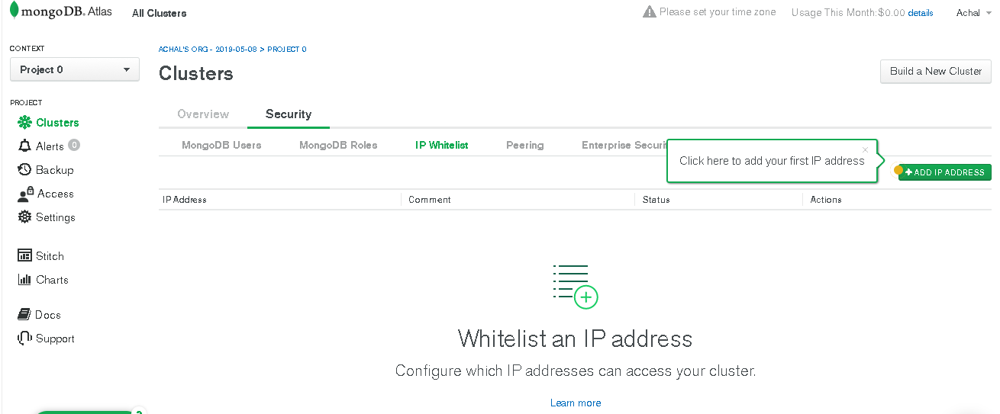 mongoDB. Atlas All Clusters Please set your time zone Usage This Month:$0.00 details Achal
CONTEXT
Project 0
PROJECT
Clusters
Alerts 0
Backup
Access
Settings
Stitch
Charts
Docs
Support
ACHAL'S ORG - 2019-05-08 > PROJECT 0
Clusters
Build a New Cluster
Overview Security
MongoDB Users MongoDB Roles IP Whitelist Peering Enterprise Securi
Click here to add your first IP address ×
ADD IP ADDRESS
IP Address Comment Status Actions
Whitelist an IP address
Configure which IP addresses can access your cluster.
Learn more